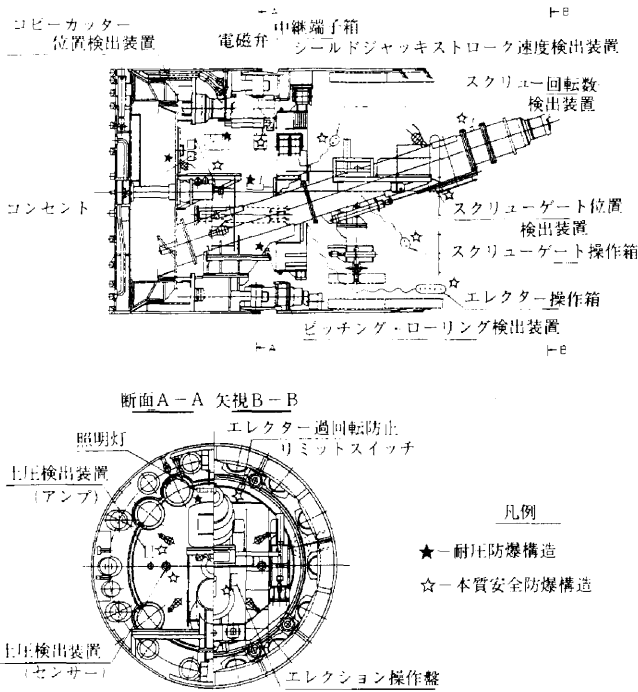 コピーカッター
位置検出装置
電磁弁
中継端子箱
シールドジャッキストローク速度検出装置
A
B
スクリュー回転数
検出装置
コンセント
スクリューゲート位置
検出装置
スクリューゲート操作箱
エレクター操作箱
ピッチング・ローリング検出装置
A
B
断面A-A 矢視B-B
照明灯
エレクター過回転防止
リミットスイッチ
土圧検出装置
(アンプ)
凡例
★-耐圧防爆構造
☆-本質安全防爆構造
土圧検出装置
(センサー)
エレクション操作盤